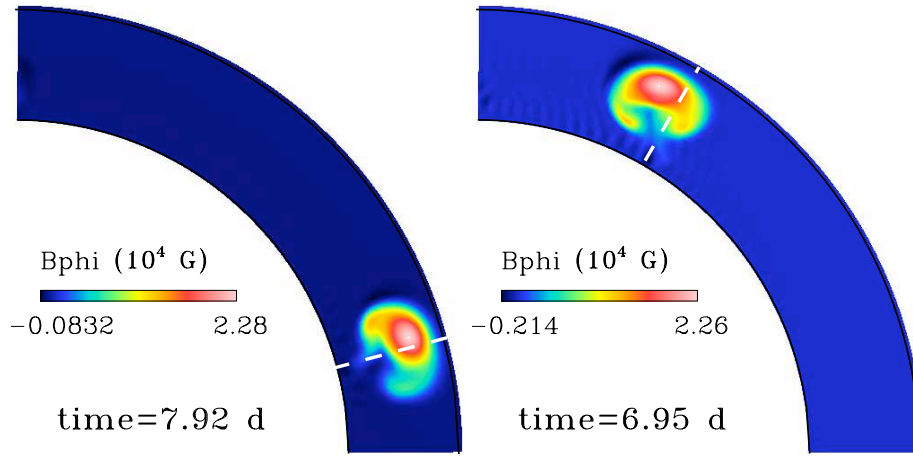 Bphi (10⁴ G)
−0.0832 2.28
time=7.92 d
Bphi (10⁴ G)
−0.214 2.26
time=6.95 d